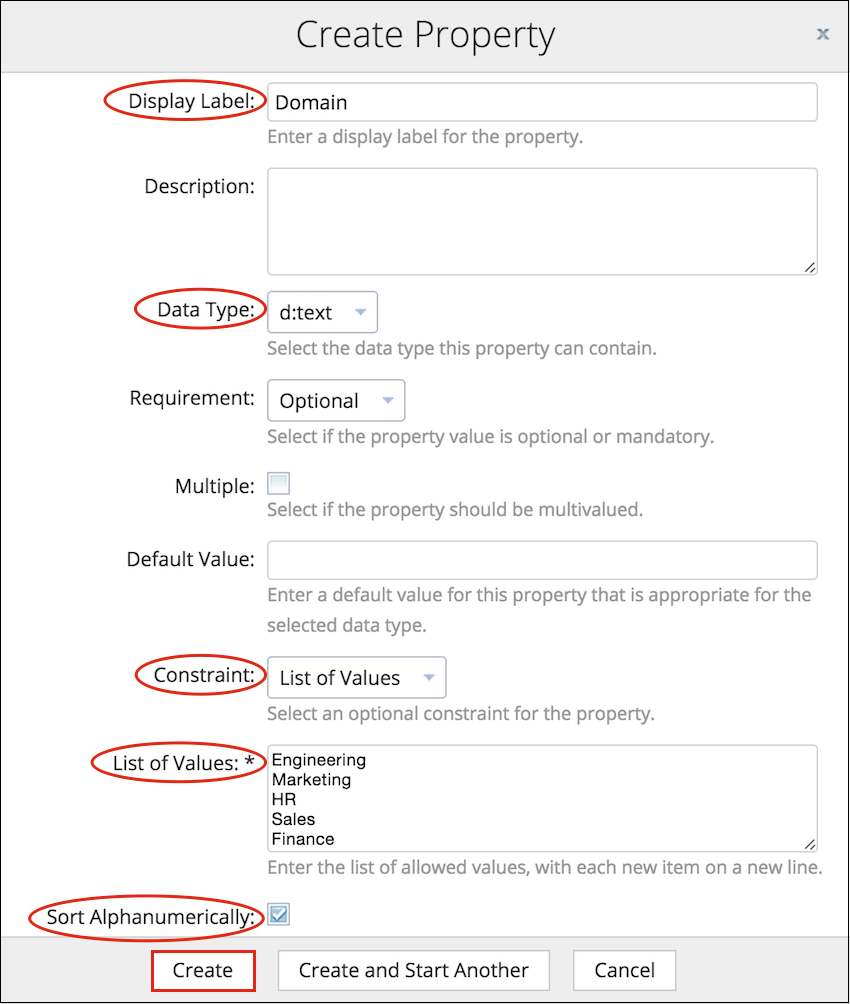 Create Property
x
Display Label: Domain
Enter a display label for the property.
Description:
Data Type: d:text
Select the data type this property can contain.
Requirement: Optional
Select if the property value is optional or mandatory.
Multiple:
Select if the property should be multivalued.
Default Value:
Enter a default value for this property that is appropriate for the
selected data type.
Constraint: List of Values
Select an optional constraint for the property.
List of Values: * Engineering
Marketing
HR
Sales
Finance
Enter the list of allowed values, with each new item on a new line.
Sort Alphanumerically:
Create Create and Start Another Cancel